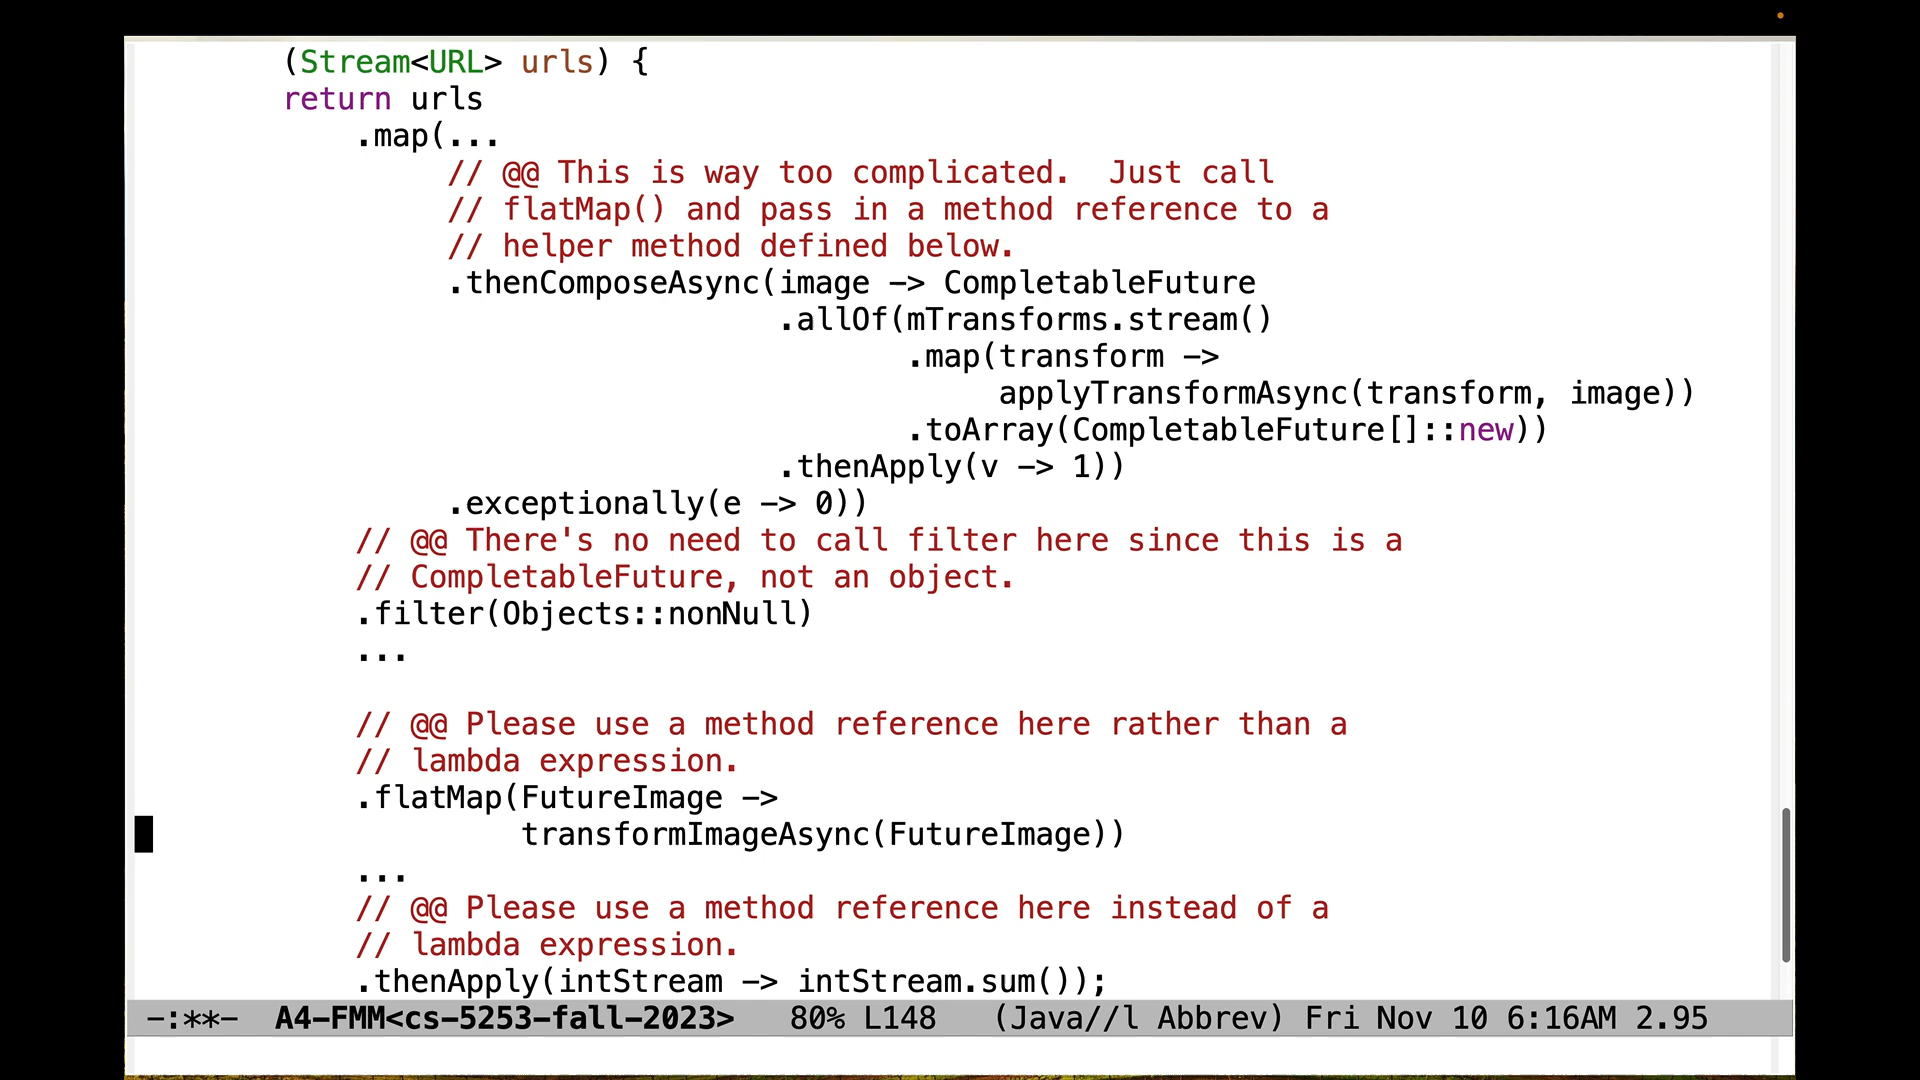 (Stream<URL> urls) {
return urls
.map(...
// @@ This is way too complicated.  Just call
// flatMap() and pass in a method reference to a
// helper method defined below.
.thenComposeAsync(image -> CompletableFuture
.allOf(mTransforms.stream()
.map(transform ->
applyTransformAsync(transform, image))
.toArray(CompletableFuture[]::new))
.thenApply(v -> 1))
.exceptionally(e -> 0))
// @@ There's no need to call filter here since this is a
// CompletableFuture, not an object.
.filter(Objects::nonNull)
...
// @@ Please use a method reference here rather than a
// lambda expression.
.flatMap(FutureImage ->
transformImageAsync(FutureImage))
...
// @@ Please use a method reference here instead of a
// lambda expression.
.thenApply(intStream -> intStream.sum());
-:**-  A4-FMM<cs-5253-fall-2023>   80% L148   (Java//l Abbrev) Fri Nov 10 6:16AM 2.95